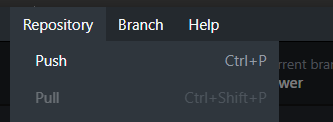 Repository Branch Help
Push Ctrl+P
Pull Ctrl+Shift+P